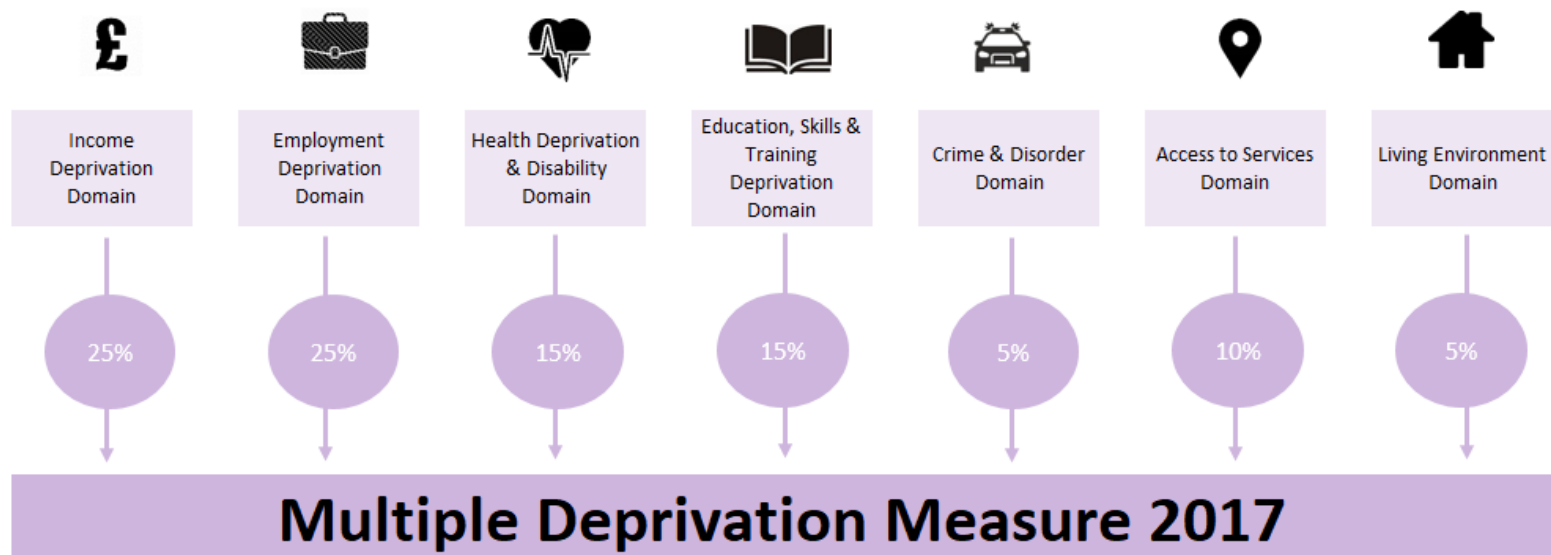 £
Income
Deprivation
Domain
Employment
Deprivation
Domain
Health Deprivation
& Disability
Domain
Education, Skills &
Training
Deprivation
Domain
Crime & Disorder
Domain
Access to Services
Domain
Living Environment
Domain
25%
25%
15%
15%
5%
10%
5%
Multiple Deprivation Measure 2017